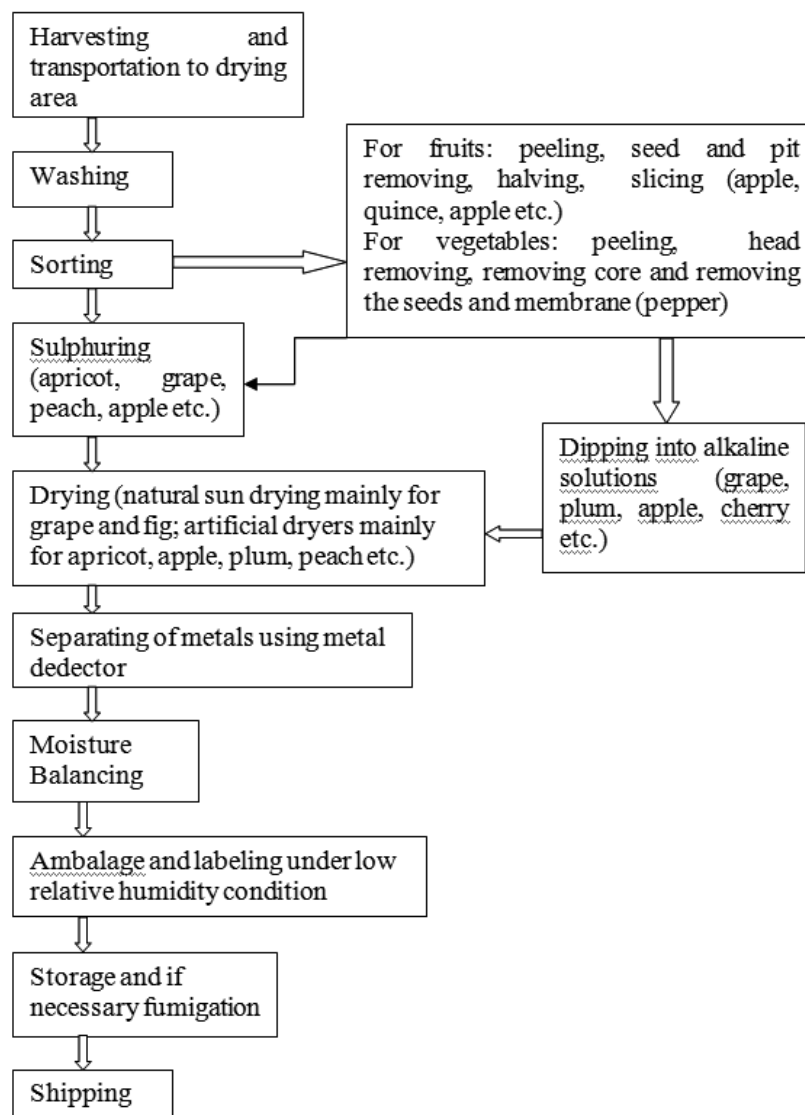 Harvesting and
transportation to drying
area
Washing
Sorting
For fruits: peeling, seed and pit
removing, halving, slicing (apple,
quince, apple etc.)
For vegetables: peeling, head
removing, removing core and removing
the seeds and membrane (pepper)
Sulphuring
(apricot, grape,
peach, apple etc.)
Dipping into alkaline
solutions (grape,
plum, apple, cherry
etc.)
Drying (natural sun drying mainly for
grape and fig; artificial dryers mainly
for apricot, apple, plum, peach etc.)
Separating of metals using metal
dedector
Moisture
Balancing
Ambalage and labeling under low
relative humidity condition
Storage and if
necessary fumigation
Shipping